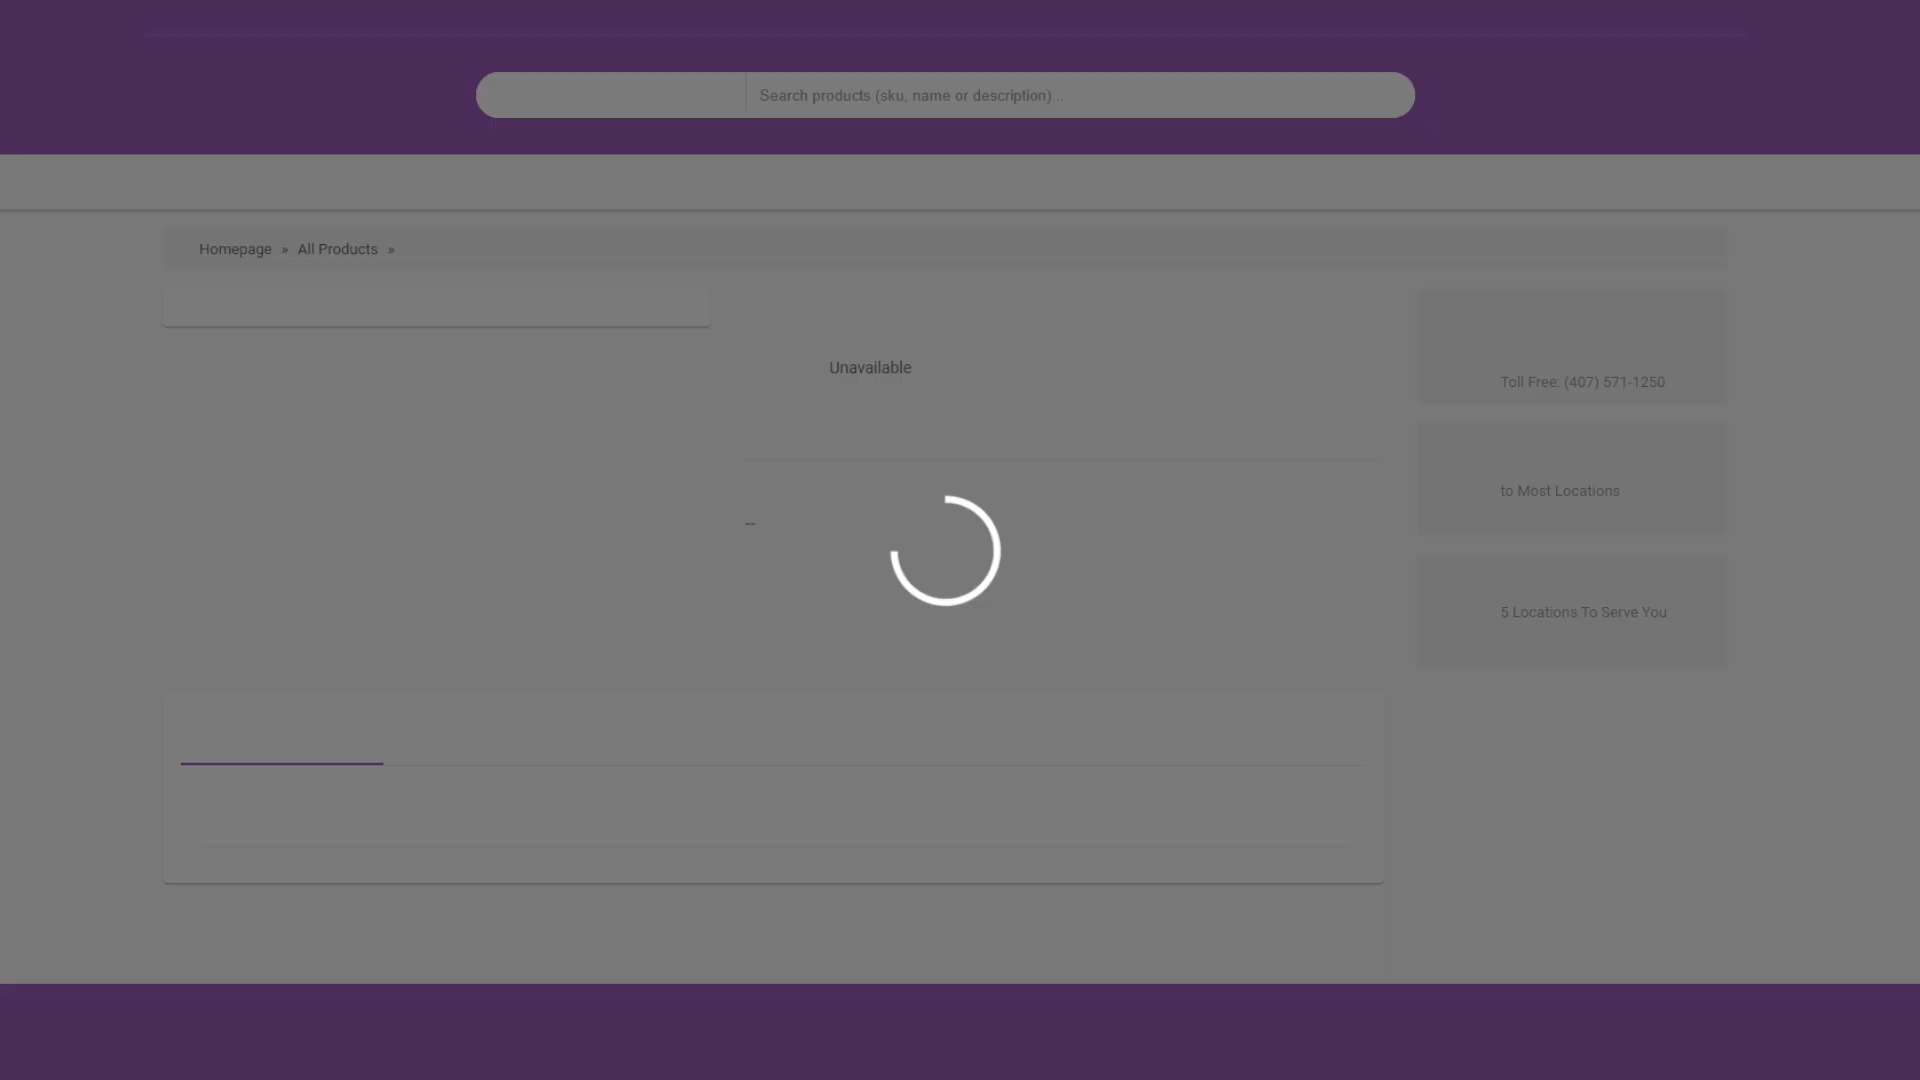 Search products (sku, name or description)...
Homepage » All Products »
Unavailable
Toll Free: (407) 571-1250
to Most Locations
--
5 Locations To Serve You